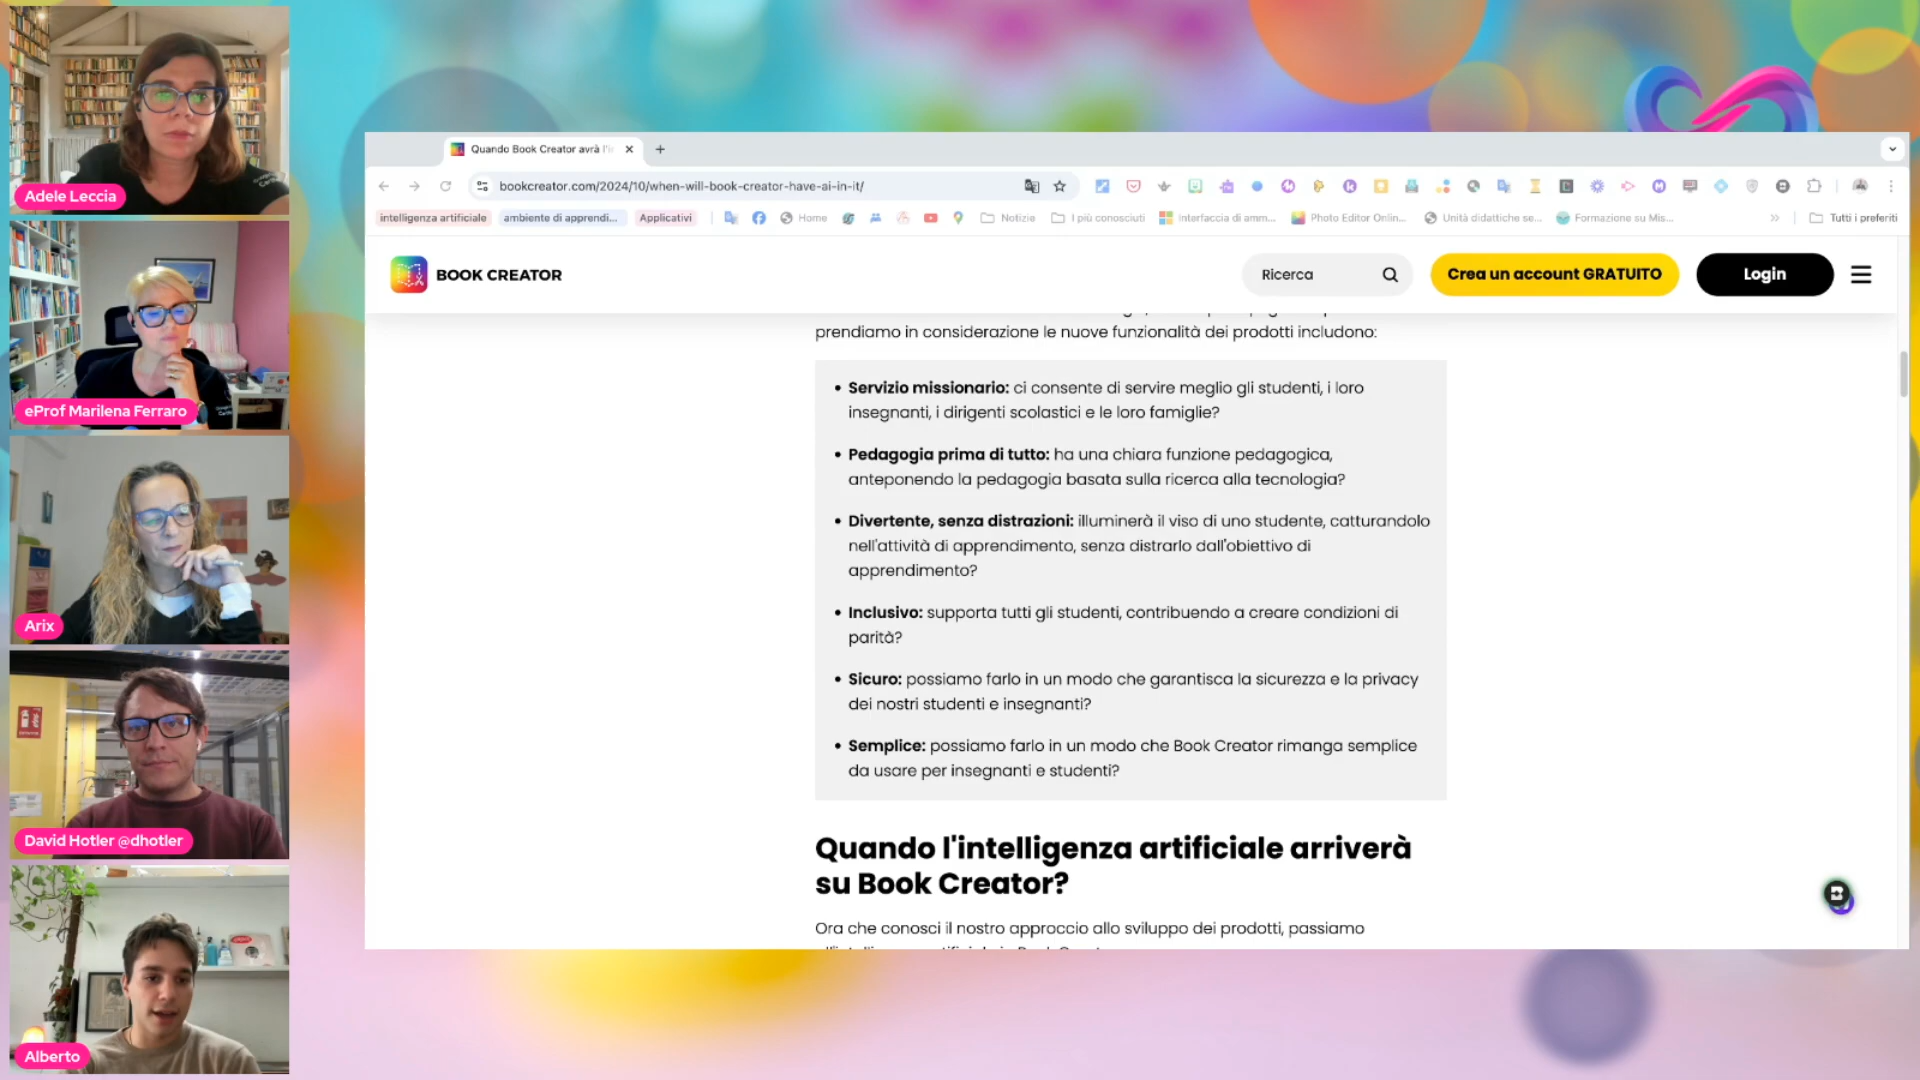 Adele Leccia
eProf Marilena Ferraro
Arix
David Hotler @dhotler
Alberto
Quando Book Creator avrà l'i
bookcreator.com/2024/10/when-will-book-creator-have-ai-in-it/
intelligenza artificiale
ambiente di apprendi...
Applicativi
Home
Notizie
I più conosciuti
Interfaccia di amm...
Photo Editor Onlin...
Unità didattiche se...
Formazione su Mis...
Tutti i preferiti
BOOK CREATOR
Ricerca
Crea un account GRATUITO
Login
prendiamo in considerazione le nuove funzionalità dei prodotti includono:
• Servizio missionario: ci consente di servire meglio gli studenti, i loro
insegnanti, i dirigenti scolastici e le loro famiglie?
• Pedagogia prima di tutto: ha una chiara funzione pedagogica,
anteponendo la pedagogia basata sulla ricerca alla tecnologia?
• Divertente, senza distrazioni: illuminerà il viso di uno studente, catturandolo
nell'attività di apprendimento, senza distrarlo dall'obiettivo di
apprendimento?
• Inclusivo: supporta tutti gli studenti, contribuendo a creare condizioni di
parità?
• Sicuro: possiamo farlo in un modo che garantisca la sicurezza e la privacy
dei nostri studenti e insegnanti?
• Semplice: possiamo farlo in un modo che Book Creator rimanga semplice
da usare per insegnanti e studenti?
Quando l'intelligenza artificiale arriverà
su Book Creator?
Ora che conosci il nostro approccio allo sviluppo dei prodotti, passiamo